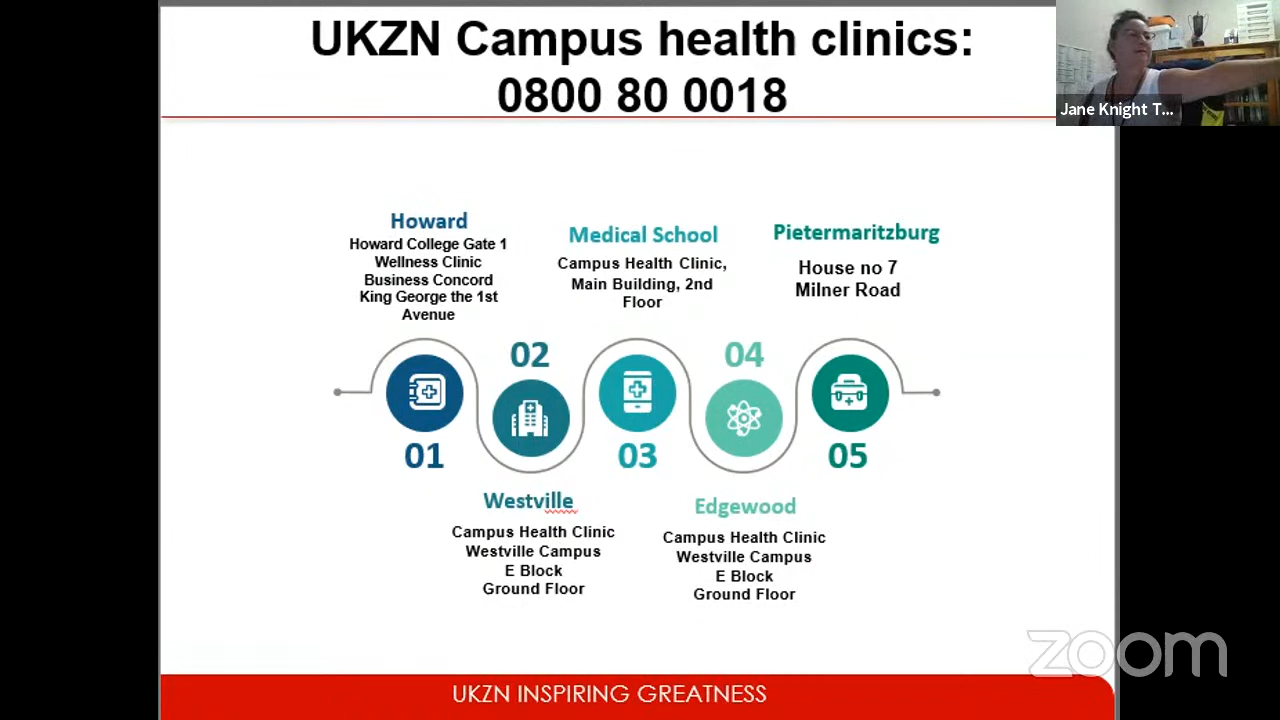 UKZN Campus health clinics:
0800 80 0018
Jane Knight T...
Howard
Howard College Gate 1
Wellness Clinic
Business Concord
King George the 1st
Avenue
Medical School
Campus Health Clinic,
Main Building, 2nd
Floor
Pietermaritzburg
House no 7
Milner Road
02
04
01
03
05
Westville
Campus Health Clinic
Westville Campus
E Block
Ground Floor
Edgewood
Campus Health Clinic
Westville Campus
E Block
Ground Floor
zoom
UKZN INSPIRING GREATNESS